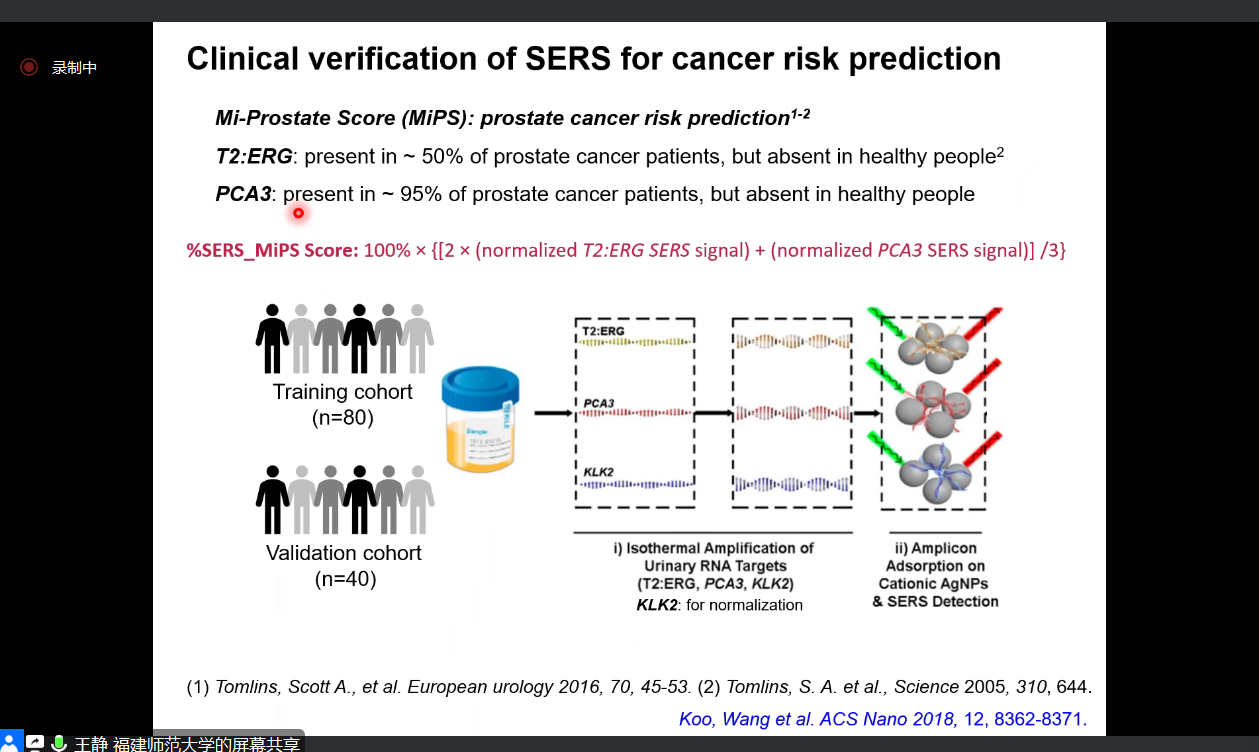 录制中
Clinical verification of SERS for cancer risk prediction
Mi-Prostate Score (MiPS): prostate cancer risk prediction1-2
T2:ERG: present in ~ 50% of prostate cancer patients, but absent in healthy people2
PCA3: present in ~ 95% of prostate cancer patients, but absent in healthy people
%SERS_MiPS Score: 100% × {[2 × (normalized T2:ERG SERS signal) + (normalized PCA3 SERS signal)] /3}
Training cohort
(n=80)
Validation cohort
(n=40)
Sample:
T2:ERG
PCA3
KLK2
i) Isothermal Amplification of
Urinary RNA Targets
(T2:ERG, PCA3, KLK2)
KLK2: for normalization
ii) Amplicon
Adsorption on
Cationic AgNPs
& SERS Detection
(1) Tomlins, Scott A., et al. European urology 2016, 70, 45-53. (2) Tomlins, S. A. et al., Science 2005, 310, 644.
Koo, Wang et al. ACS Nano 2018, 12, 8362-8371.
王静 福建师范大学的屏幕共享